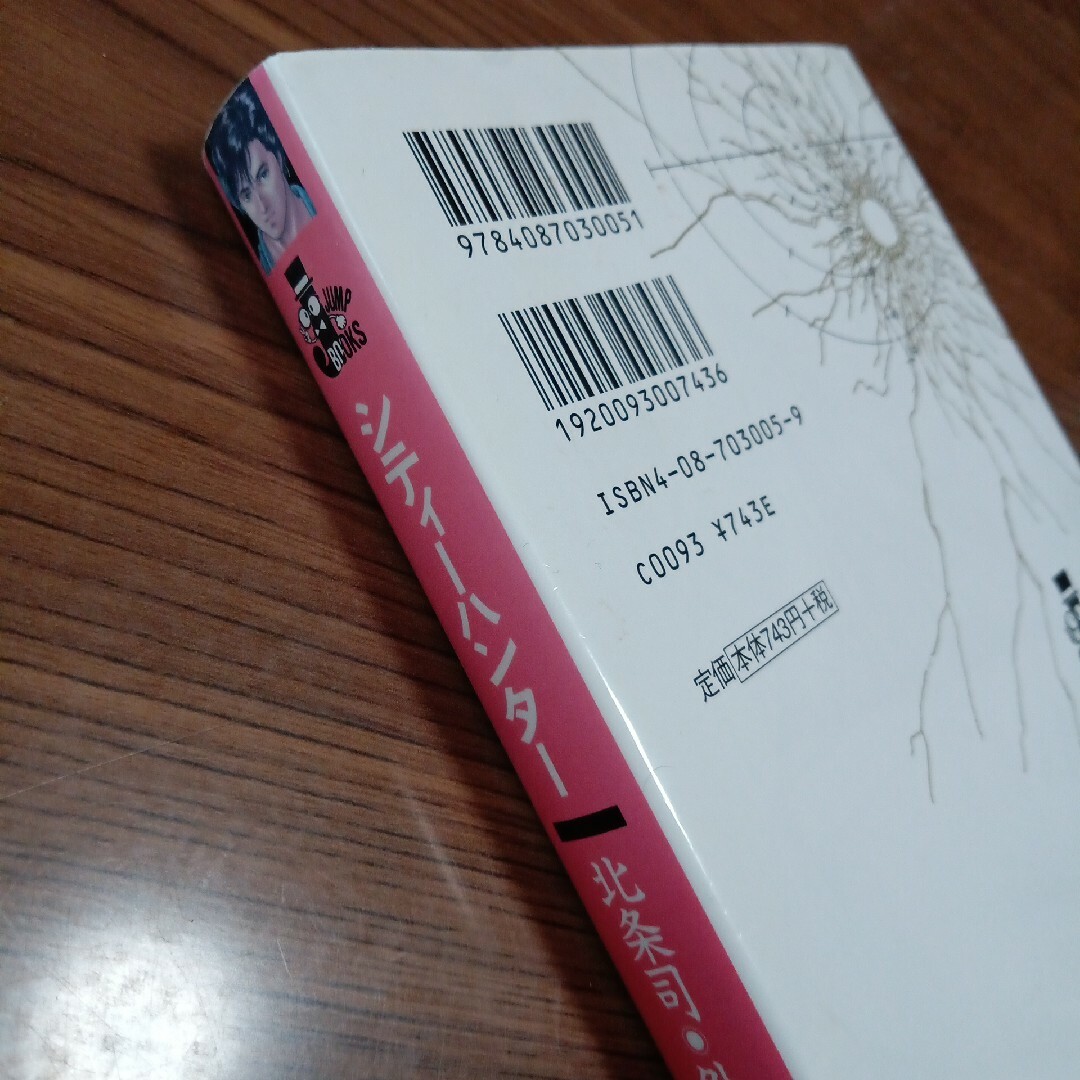 JUMP
BOOKS
シティーハンター
北条司・外
9784087030051
1920093007436
ISBN4-08-703005-9
C0093 ¥743E
定価本体743円+税